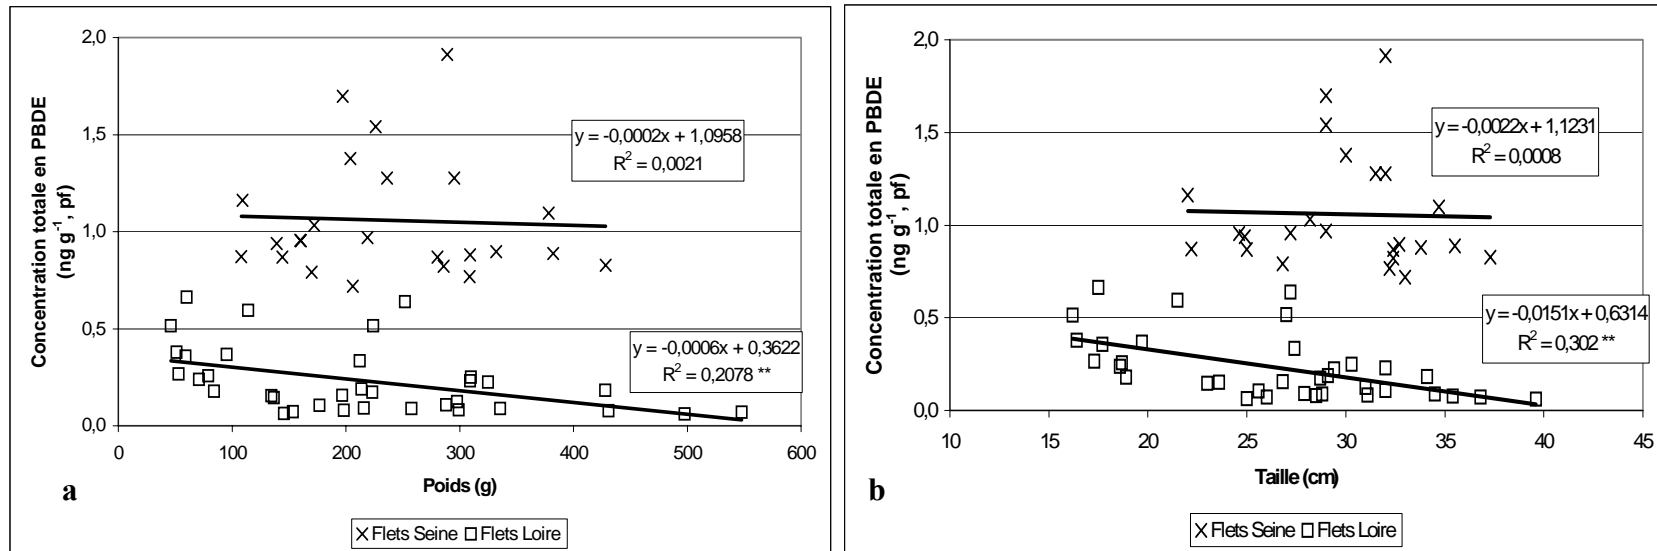 Concentration totale en PBDE
(ng g⁻¹, pf)
2,0
1,5
1,0
0,5
0,0
y = -0,0002x + 1,0958
R² = 0,0021
y = -0,0006x + 0,3622
R² = 0,2078 **
0 100 200 300 400 500 600
Poids (g)
a
× Flets Seine □ Flets Loire
Concentration totale en PBDE
(ng g⁻¹, pf)
2,0
1,5
1,0
0,5
0,0
y = -0,0022x + 1,1231
R² = 0,0008
y = -0,0151x + 0,6314
R² = 0,302 **
10 15 20 25 30 35 40 45
Taille (cm)
b
× Flets Seine □ Flets Loire